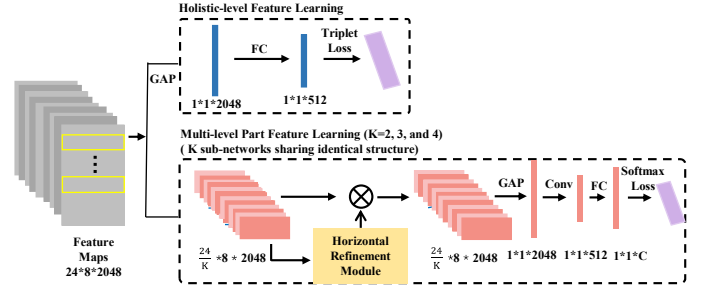 Holistic-level Feature Learning
GAP
FC
Triplet
Loss
1*1*2048
1*1*512
Multi-level Part Feature Learning (K=2, 3, and 4)
( K sub-networks sharing identical structure)
Feature
Maps
24*8*2048
24/K *8 * 2048
Horizontal
Refinement
Module
24/K *8 * 2048
GAP
Conv
FC
Softmax
Loss
1*1*2048
1*1*512
1*1*C